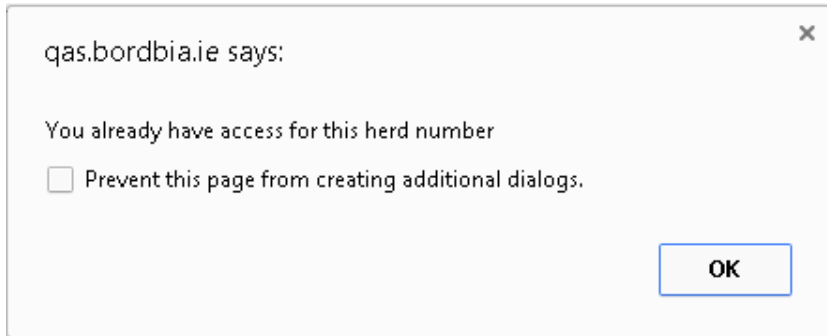 qas.bordbia.ie says:
You already have access for this herd number
Prevent this page from creating additional dialogs.
OK